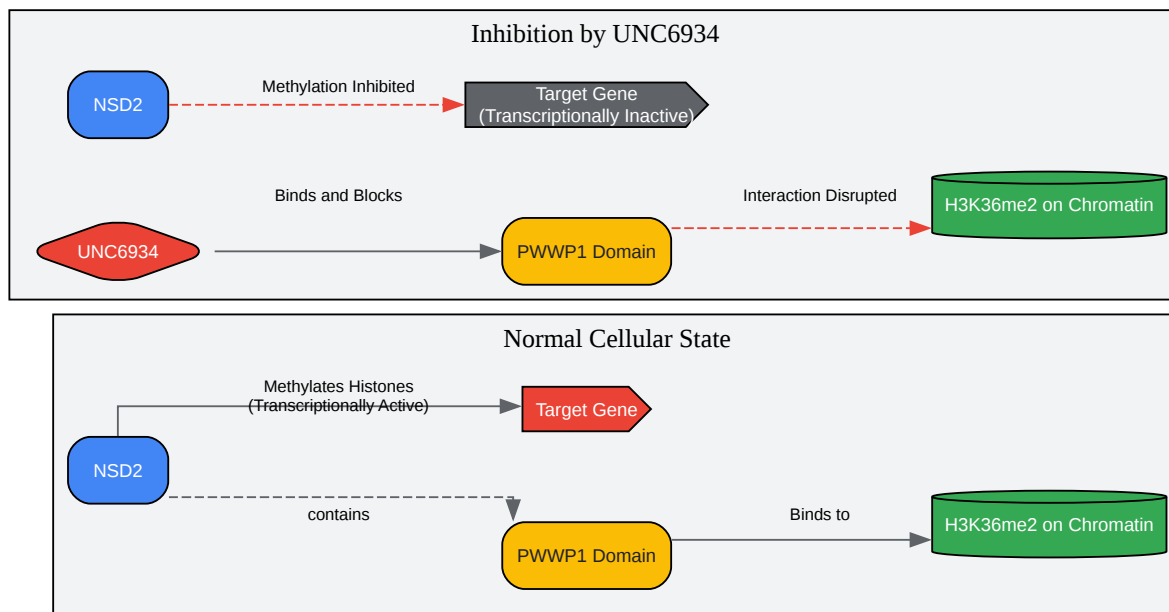 Inhibition by UNC6934
NSD2
Methylation Inhibited
Target Gene
(Transcriptionally Inactive)
Binds and Blocks
Interaction Disrupted
H3K36me2 on Chromatin
UNC6934
PWWP1 Domain
Normal Cellular State
Methylates Histones
(Transcriptionally Active)
Target Gene
NSD2
contains
Binds to
H3K36me2 on Chromatin
PWWP1 Domain